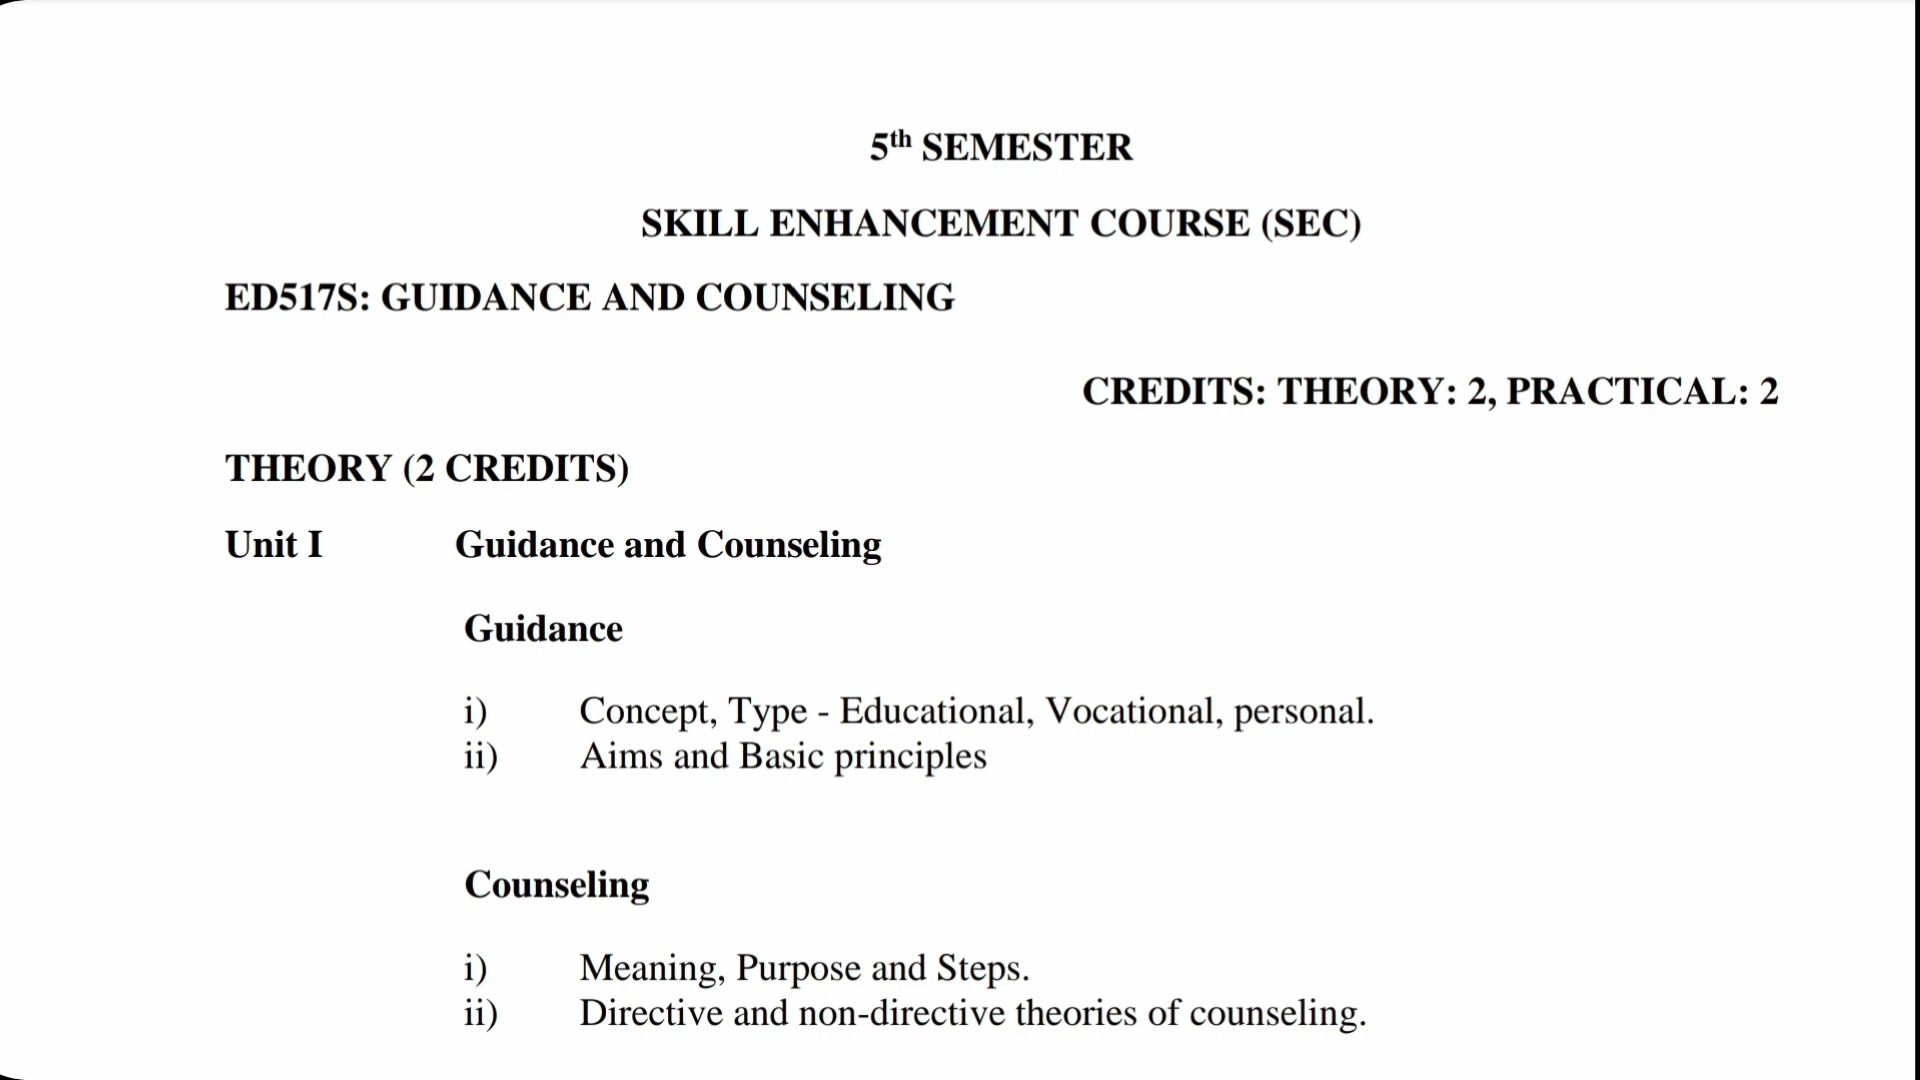 5th SEMESTER
SKILL ENHANCEMENT COURSE (SEC)
ED517S: GUIDANCE AND COUNSELING
CREDITS: THEORY: 2, PRACTICAL: 2
THEORY (2 CREDITS)
Unit I Guidance and Counseling
Guidance
i) Concept, Type - Educational, Vocational, personal.
ii) Aims and Basic principles
Counseling
i) Meaning, Purpose and Steps.
ii) Directive and non-directive theories of counseling.